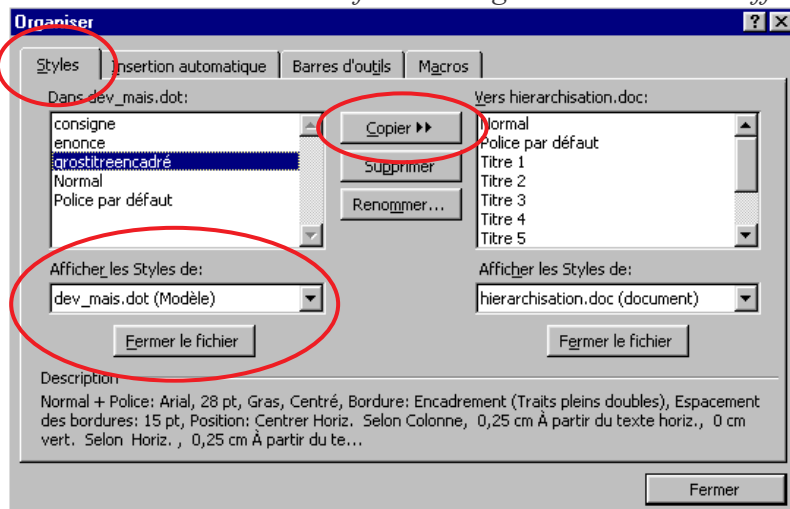 Organiser
Styles Insertion automatique Barres d'outils Macros
Dans dev_mais.dot:
consigne
enonce
grostitreencadré
Normal
Police par défaut
Copier
Supprimer
Renommer...
Vers hierarchisation.doc:
Normal
Police par défaut
Titre 1
Titre 2
Titre 3
Titre 4
Titre 5
Afficher les Styles de:
dev_mais.dot (Modèle)
Fermer le fichier
Afficher les Styles de:
hierarchisation.doc (document)
Fermer le fichier
Description
Normal + Police: Arial, 28 pt, Gras, Centré, Bordure: Encadrement (Traits pleins doubles), Espacement
des bordures: 15 pt, Position: Centrer Horiz. Selon Colonne, 0,25 cm À partir du texte horiz., 0 cm
vert. Selon Horiz. , 0,25 cm À partir du te...
Fermer